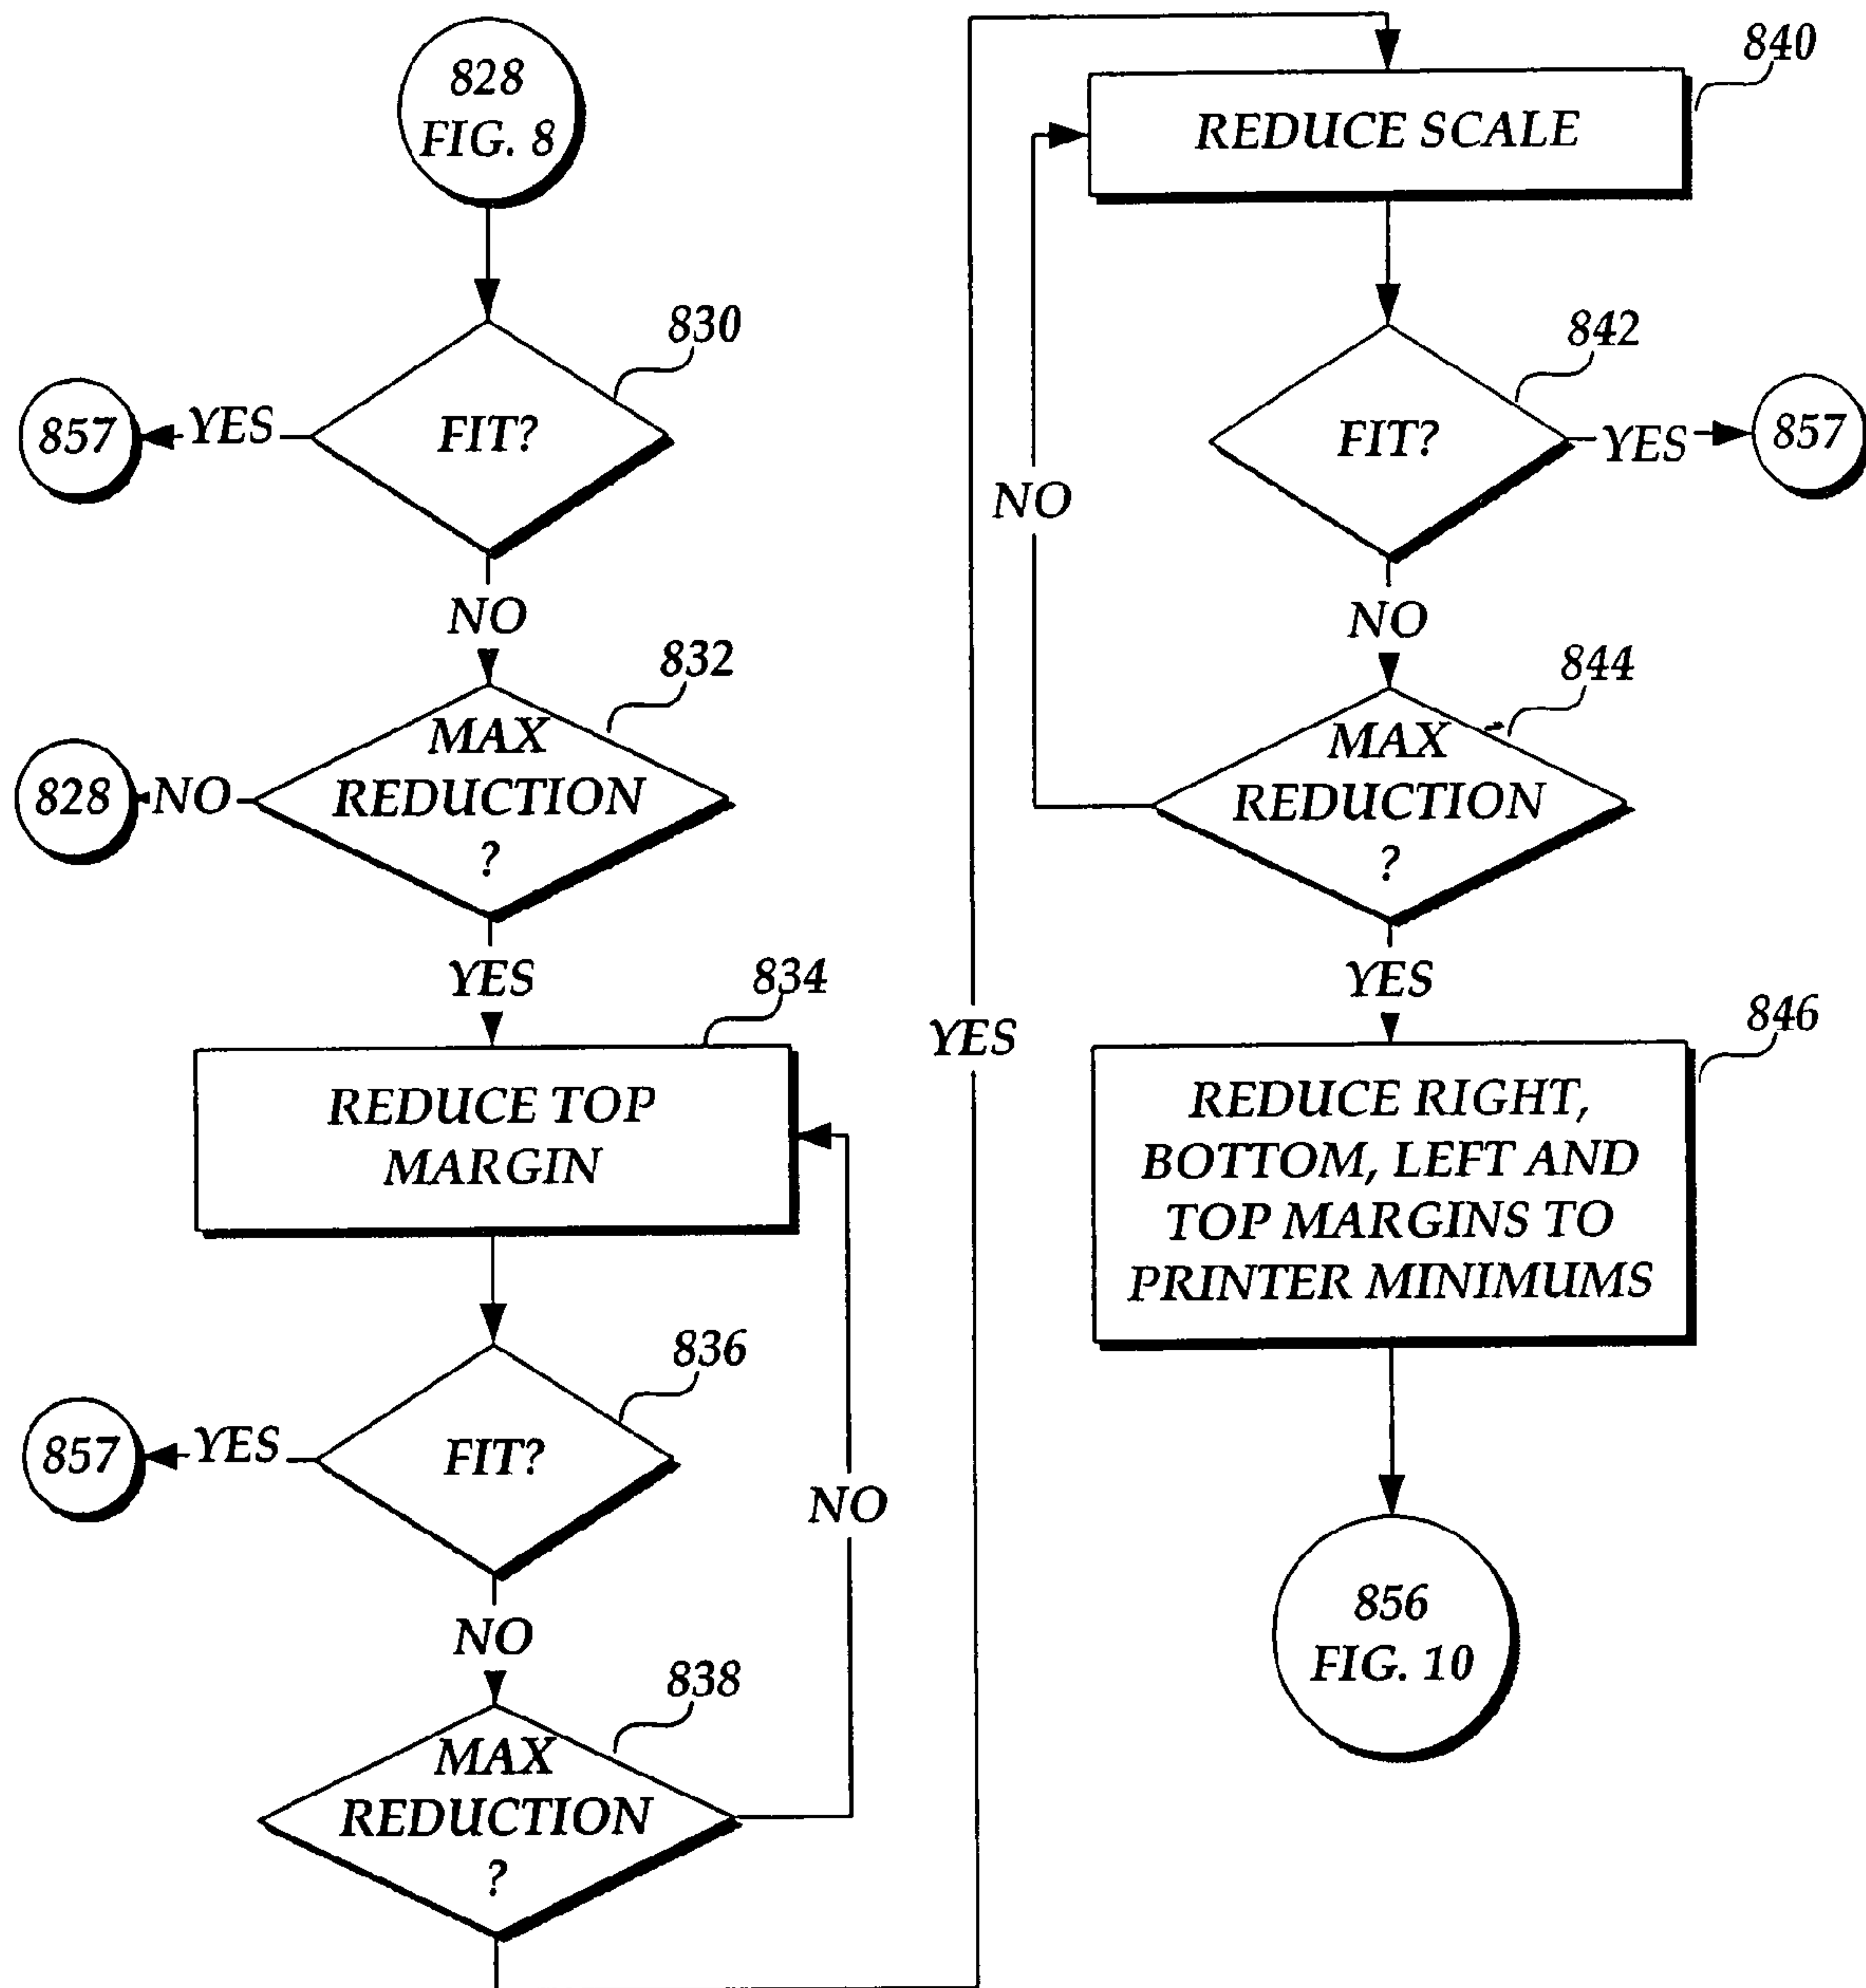 828
FIG. 8
830
FIT?
YES
857
NO
832
MAX
REDUCTION
?
NO
828
YES
834
REDUCE TOP
MARGIN
836
FIT?
YES
857
NO
NO
838
MAX
REDUCTION
?
YES
840
REDUCE SCALE
842
FIT?
YES
857
NO
NO
844
MAX
REDUCTION
?
YES
846
REDUCE RIGHT,
BOTTOM, LEFT AND
TOP MARGINS TO
PRINTER MINIMUMS
856
FIG. 10